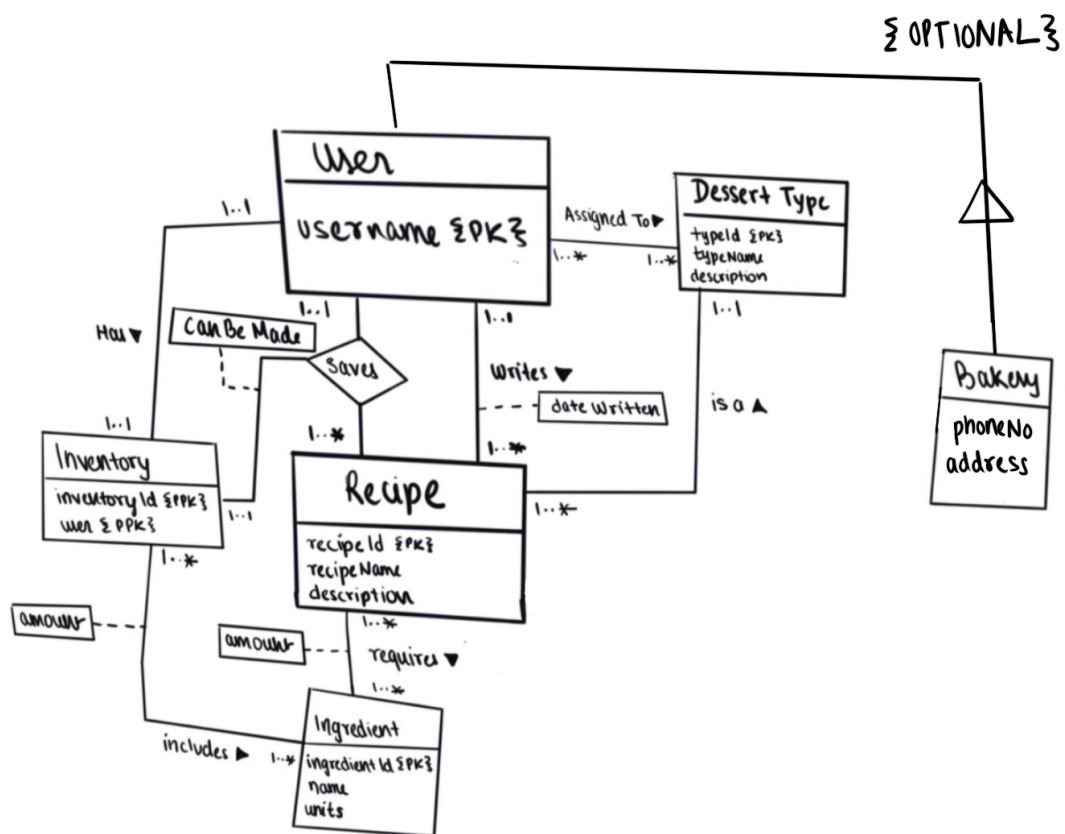 {OPTIONAL}
User
username {PK}
1..1
Assigned To ▶
1..*
1..*
Dessert Type
typeId {PK}
typeName
description
1..1
1..1
1..1
Has ▼
Can Be Made
Saves
Writes ▼
date Written
is a ▲
Bakery
phoneNo
address
1..1
1..*
1..*
Inventory
inventoryId {PPK}
user {PPK}
1..1
Recipe
recipeId {PK}
recipeName
description
1..*
1..*
amount
amount
1..*
requires ▼
1..*
includes ▶
1..*
Ingredient
ingredientId {PK}
name
units